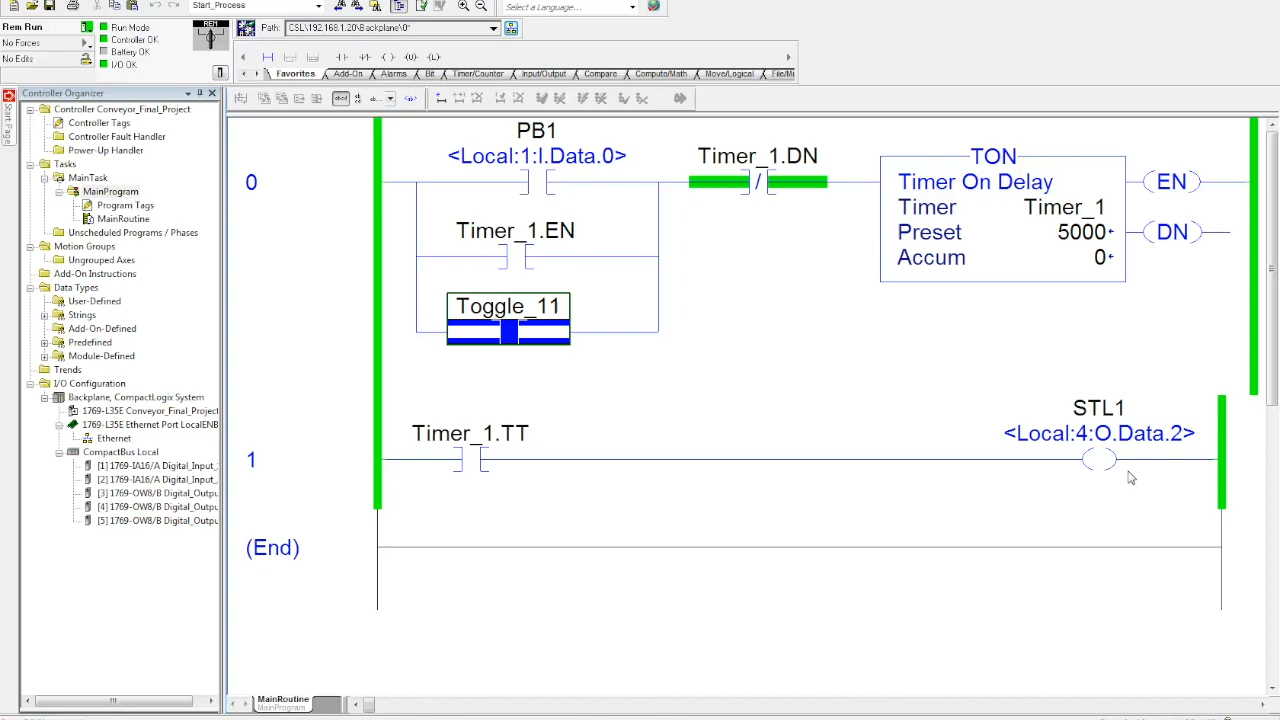 Start_Process
Select a Language...
Rem Run
Run Mode
No Forces
Controller OK
Battery OK
No Edits
I/O OK
REM
Path: CSL\192.168.1.20\Backplane\0*
Favorites
Add-On
Alarms
Bit
Timer/Counter
Input/Output
Compare
Compute/Math
Move/Logical
File/Mi
Start Page
Controller Organizer
Controller Conveyor_Final_Project
Controller Tags
Controller Fault Handler
Power-Up Handler
Tasks
MainTask
MainProgram
Program Tags
MainRoutine
Unscheduled Programs / Phases
Motion Groups
Ungrouped Axes
Add-On Instructions
Data Types
User-Defined
Strings
Add-On-Defined
Predefined
Module-Defined
Trends
I/O Configuration
Backplane, CompactLogix System
1769-L35E Conveyor_Final_Project
1769-L35E Ethernet Port LocalENB
Ethernet
CompactBus Local
[1] 1769-IA16/A Digital_Input_
[2] 1769-IA16/A Digital_Input_
[3] 1769-OW8/B Digital_Outpu
[4] 1769-OW8/B Digital_Outpu
[5] 1769-OW8/B Digital_Outpu
0
PB1
<Local:1:I.Data.0>
Timer_1.DN
/
Timer_1.EN
Toggle_11
TON
Timer On Delay
Timer Timer_1
Preset 5000
Accum 0
EN
DN
1
Timer_1.TT
STL1
<Local:4:O.Data.2>
(End)
MainRoutine
MainProgram